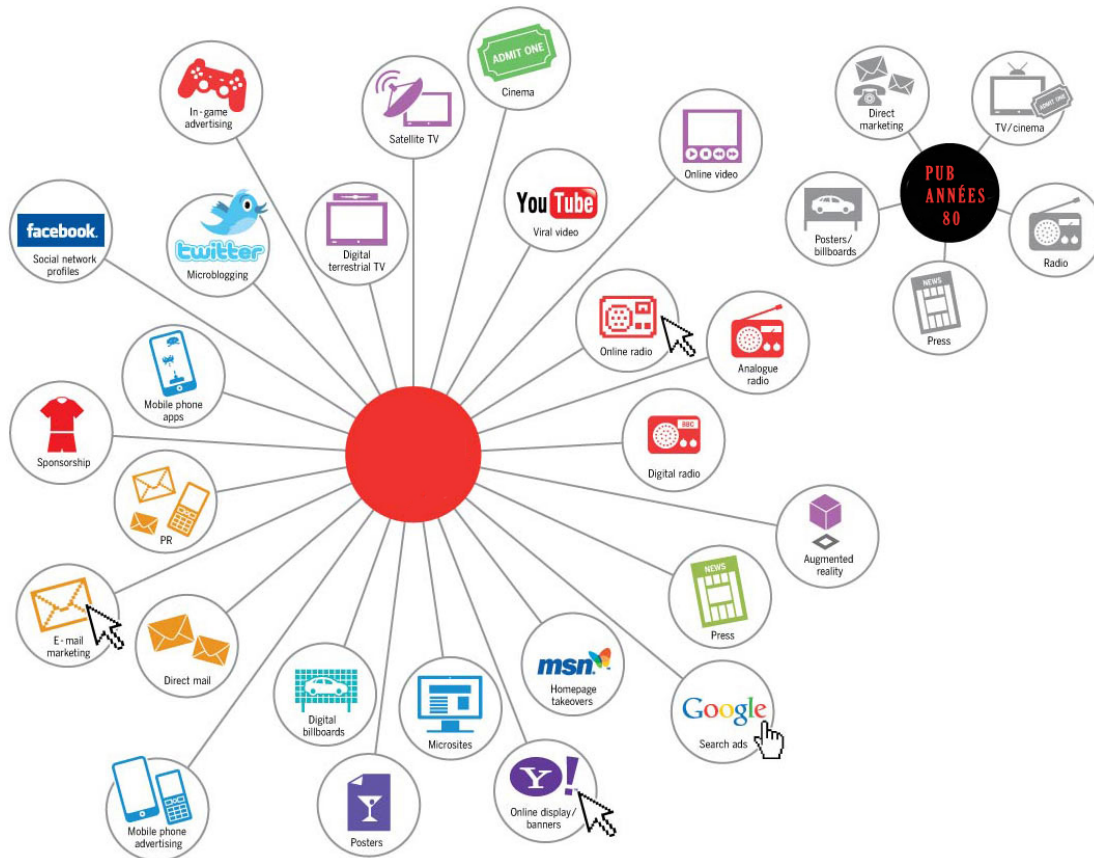 ADMIT ONE
Cinema
In-game
advertising
Satellite TV
Online video
facebook.
Social network
profiles
twitter
Microblogging
Digital
terrestrial TV
You Tube
Viral video
Online radio
Analogue
radio
Mobile phone
apps
Sponsorship
Digital radio
PR
Augmented
reality
E-mail
marketing
Direct mail
NEWS
Press
Digital
billboards
Microsites
msn
Homepage
takeovers
Google
Search ads
Mobile phone
advertising
Posters
Y!
Online display/
banners
Direct
marketing
ADMIT ONE
TV/cinema
PUB
ANNÉES
80
Posters/
billboards
Radio
NEWS
Press